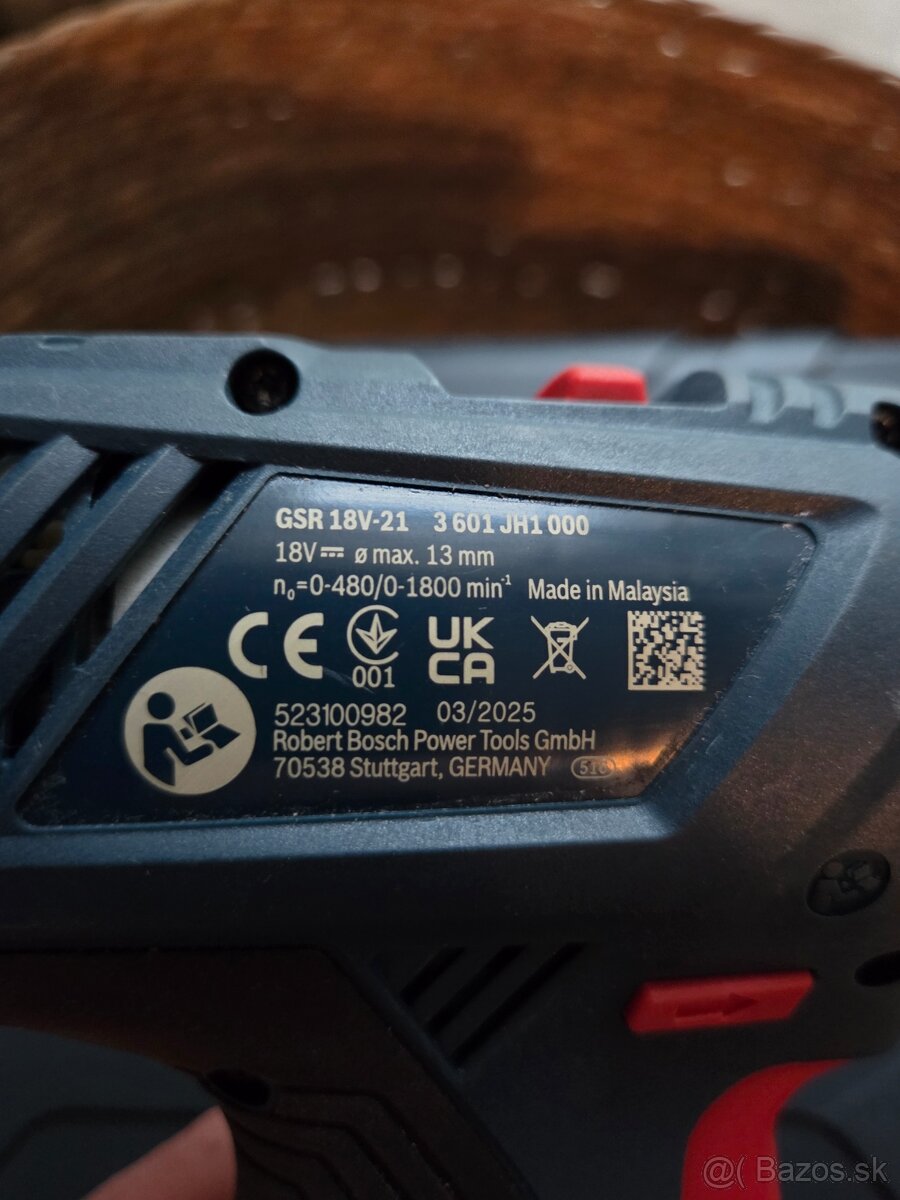 GSR 18V-21 3 601 JH1 000
18V ø max. 13 mm
n₀=0-480/0-1800 min⁻¹ Made in Malaysia
CE 001 UK CA
523100982 03/2025
Robert Bosch Power Tools GmbH
70538 Stuttgart, GERMANY 516
@( Bazos.sk